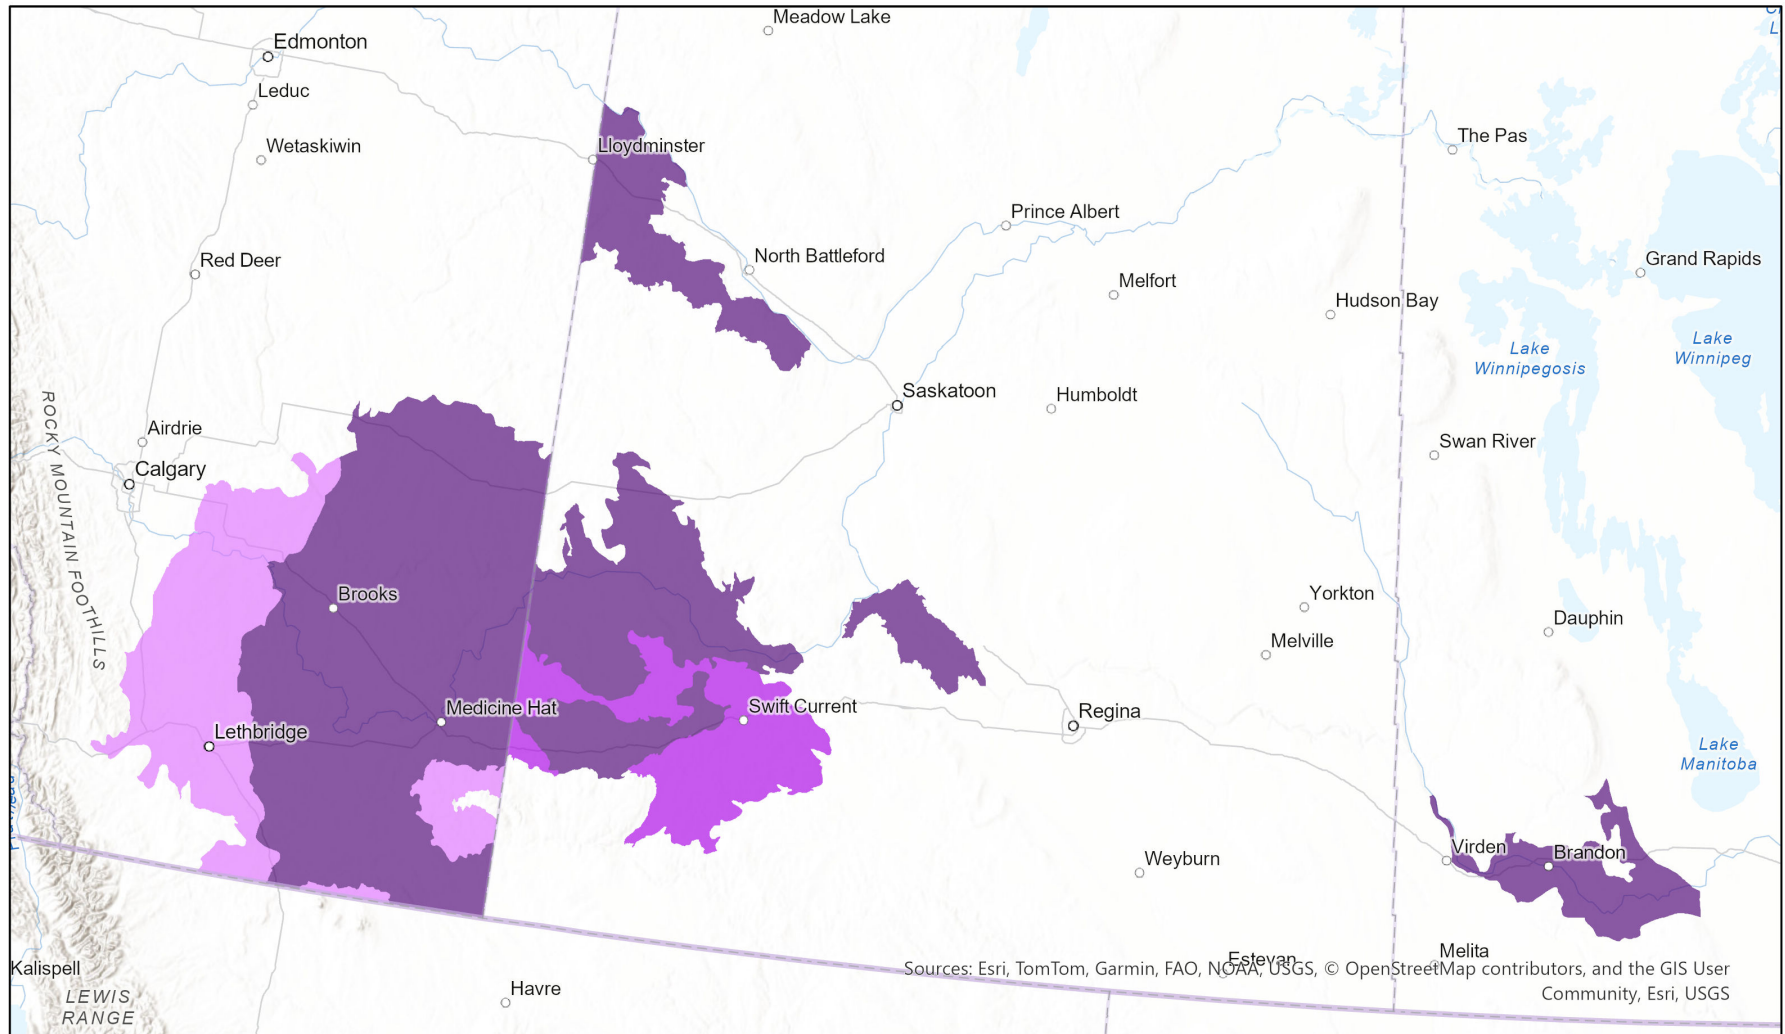 Meadow Lake
Edmonton
Leduc
Wetaskiwin
Lloydminster
The Pas
Prince Albert
North Battleford
Red Deer
Grand Rapids
Melfort
Hudson Bay
Lake
Winnipegosis
Lake
Winnipeg
Saskatoon
Humboldt
Airdrie
Swan River
Calgary
ROCKY MOUNTAIN FOOTHILLS
Brooks
Yorkton
Dauphin
Melville
Medicine Hat
Swift Current
Regina
Lethbridge
Lake
Manitoba
Virden
Brandon
Weyburn
Melita
Estevan
Kalispell
Havre
LEWIS
RANGE
Sources: Esri, TomTom, Garmin, FAO, NOAA, USGS, © OpenStreetMap contributors, and the GIS User
Community, Esri, USGS